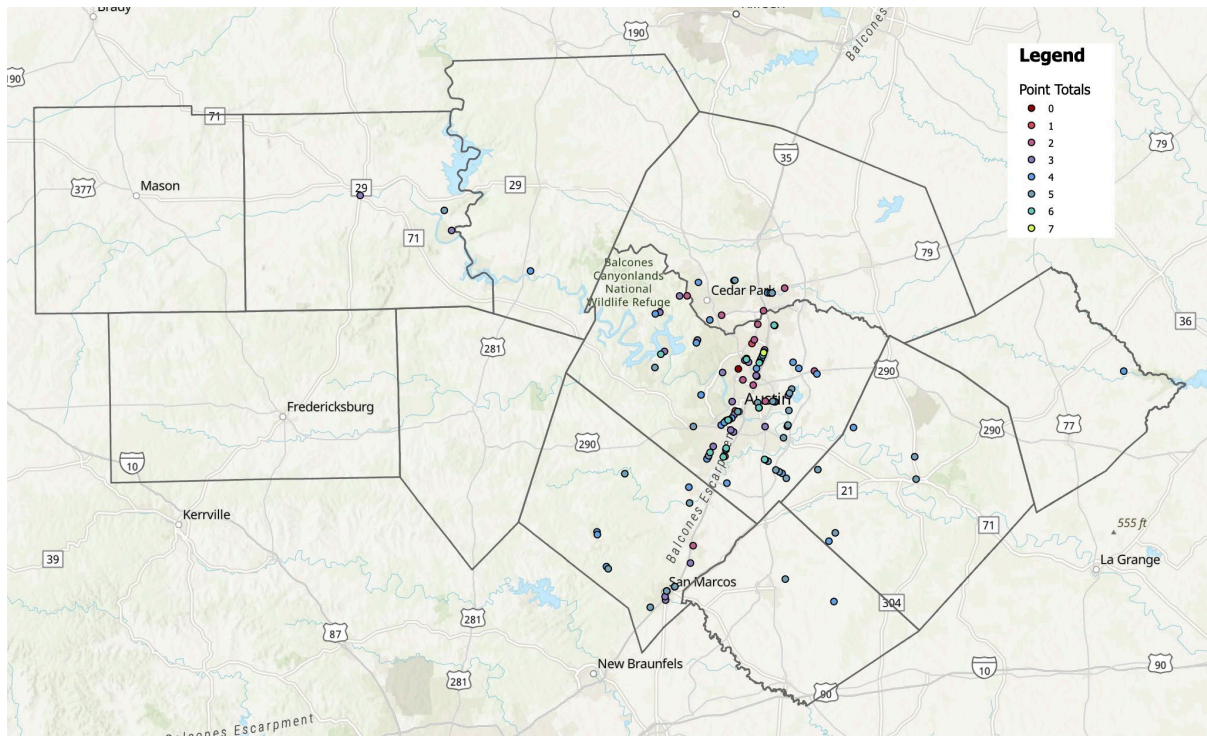 Brady
190
Balcones
190
Legend
Point Totals
0
1
2
3
4
5
6
7
71
35
79
377
Mason
29
29
71
79
Balcones
Canyonlands
National
Wildlife Refuge
Cedar Park
36
281
290
Austin
Fredericksburg
290
290
77
10
21
Balcones Escarpment
Kerrville
71
555 ft
39
La Grange
San Marcos
304
281
87
New Braunfels
10
90
281
90
Escarpment